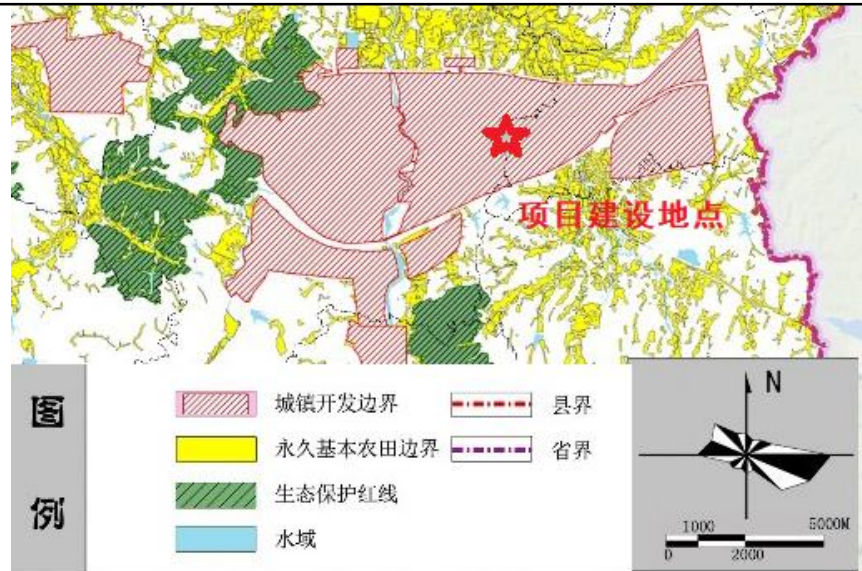 项目建设地点
图例
城镇开发边界
县界
永久基本农田边界
省界
生态保护红线
水域
N
1000
5000M
0
2000